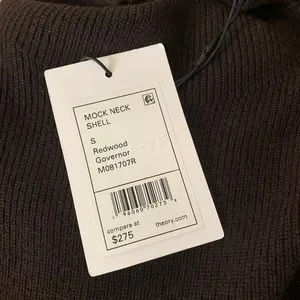 MOCK NECK
SHELL
S
Redwood
Governor
M081707R
compare at
theory.com
$275